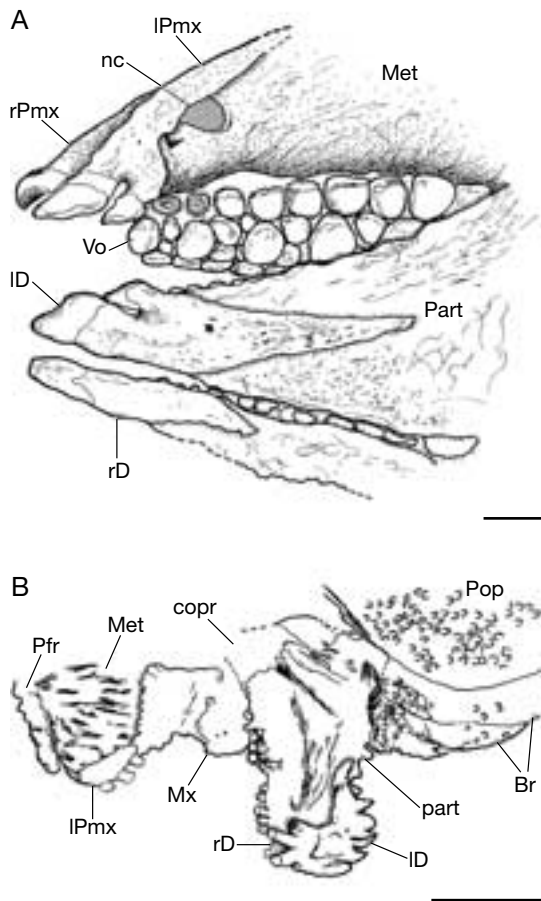 A
lPmx
nc
Met
rPmx
Vo
lD
Part
rD
B
Pop
copr
Met
Pfr
Br
Mx
part
lPmx
rD
lD